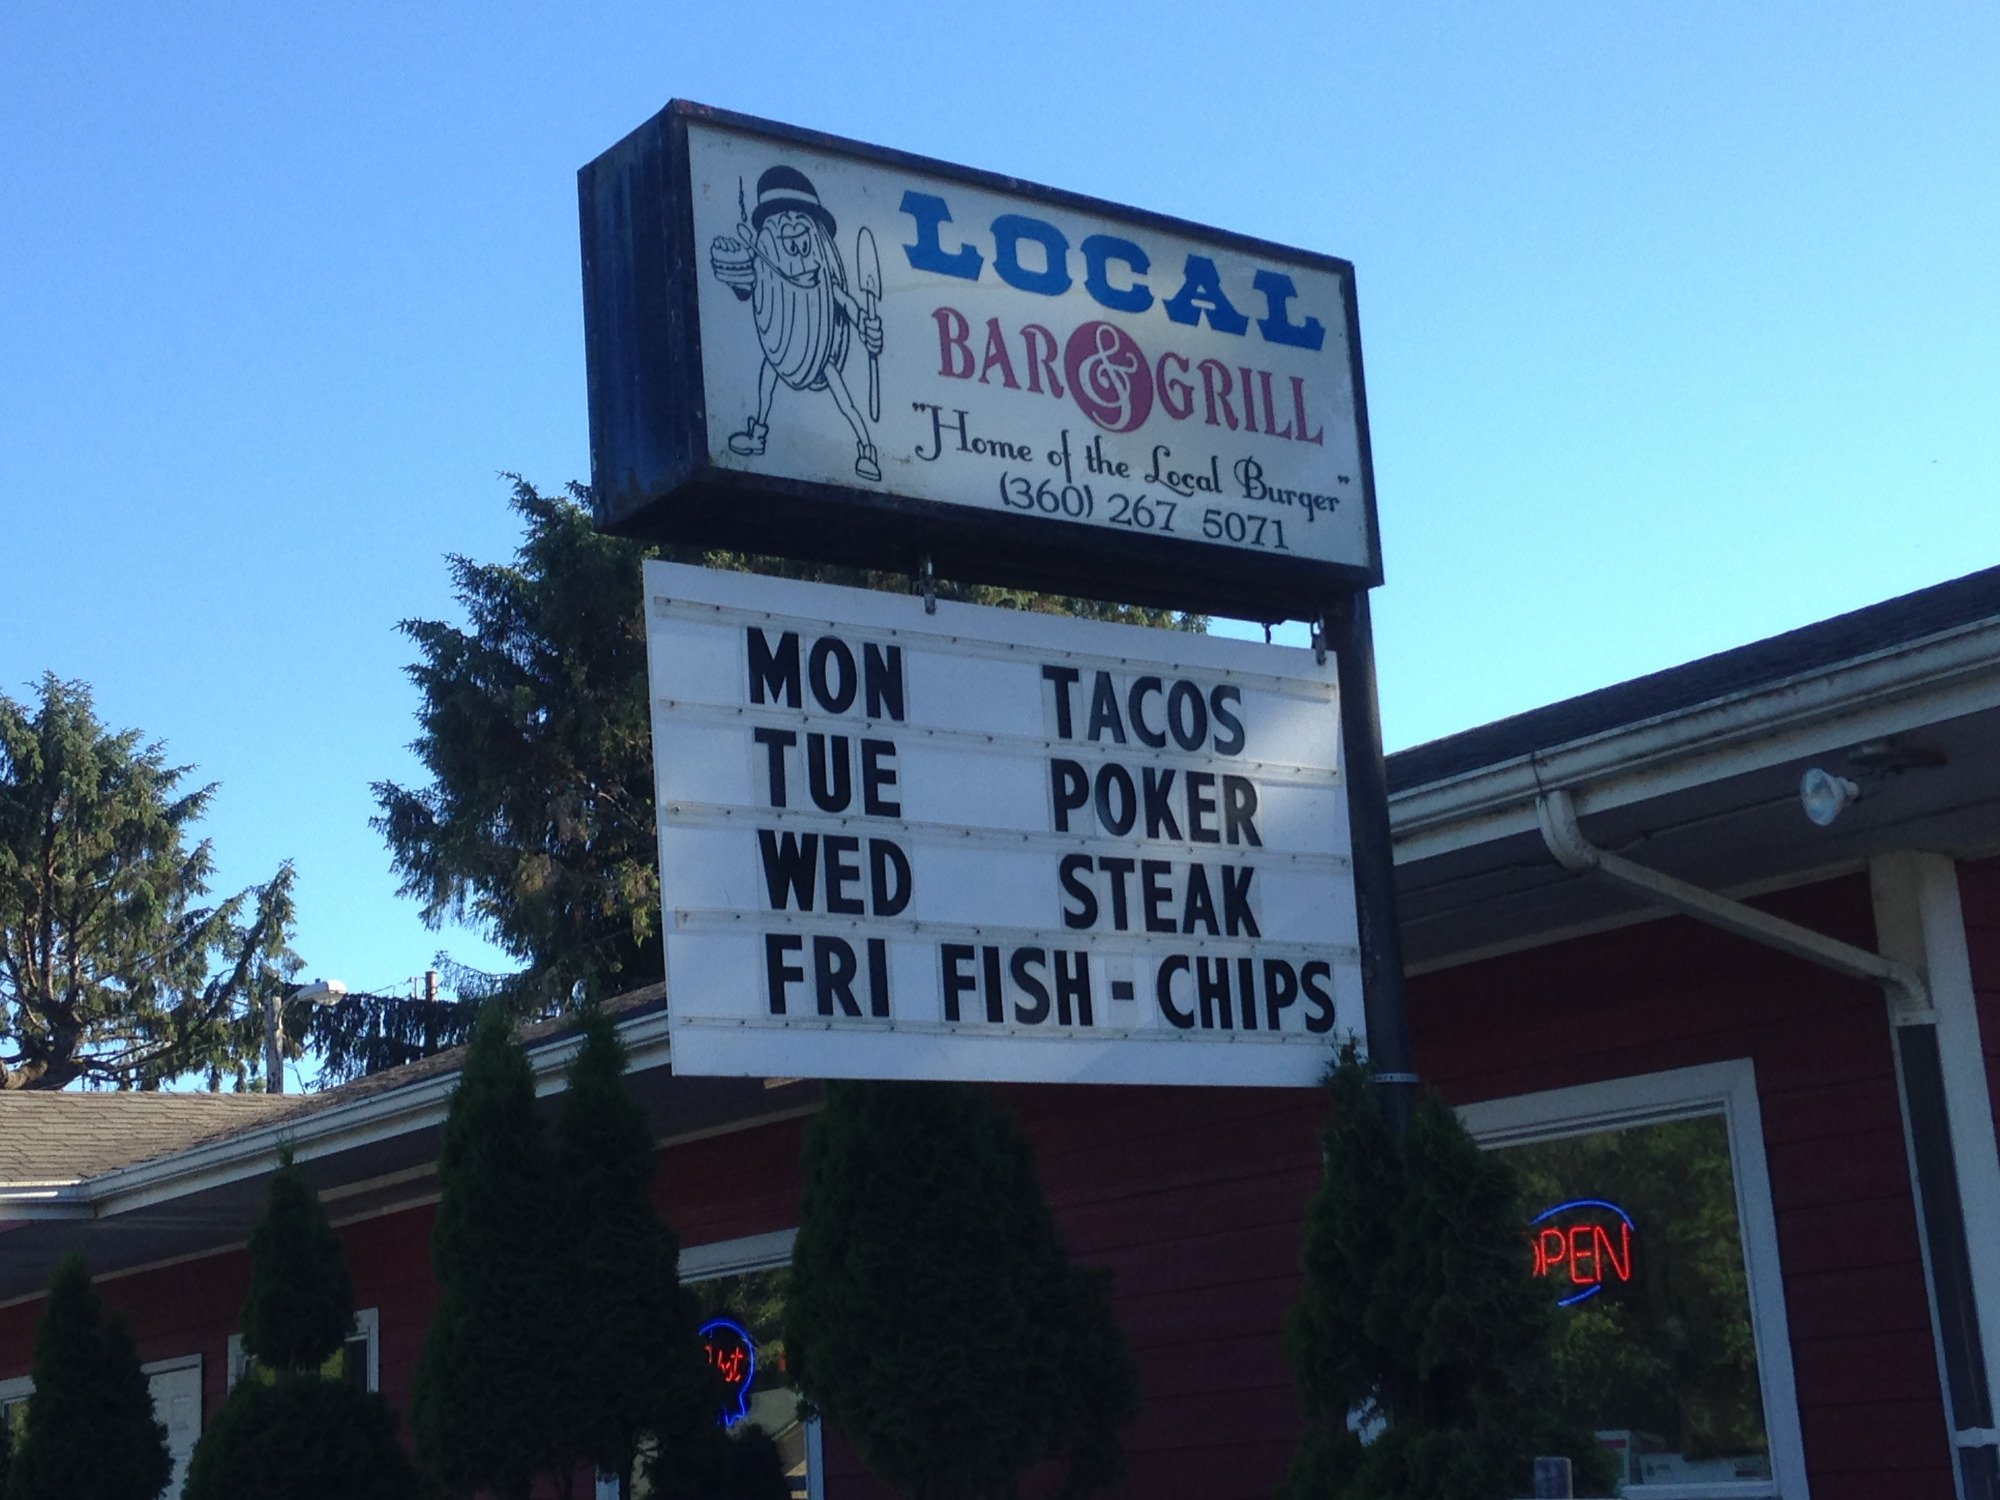 LOCAL
BAR & GRILL
"Home of the Local Burger"
(360) 267 5071
MON TACOS
TUE POKER
WED STEAK
FRI FISH - CHIPS
OPEN